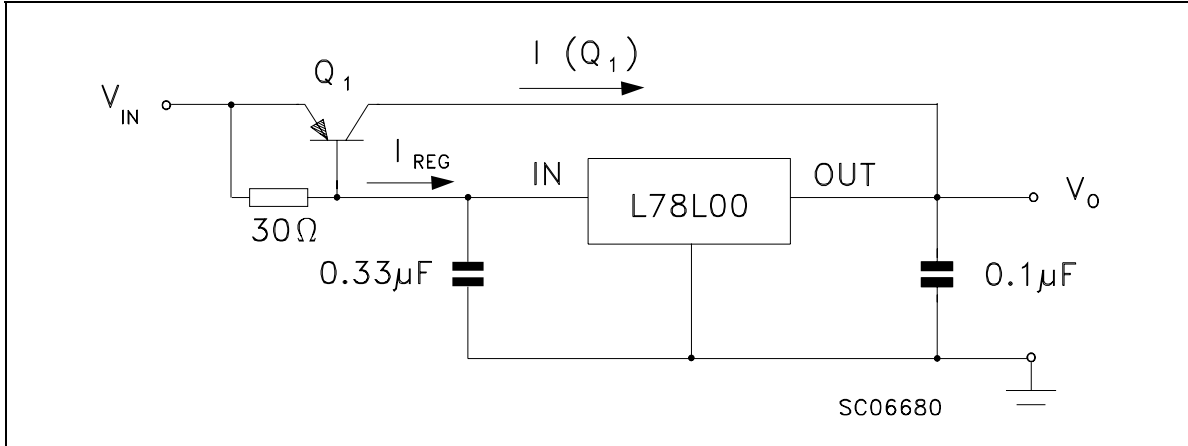 I (Q1)
Q1
VIN
IREG
IN
OUT
L78L00
VO
30Ω
0.33µF
0.1µF
SC06680